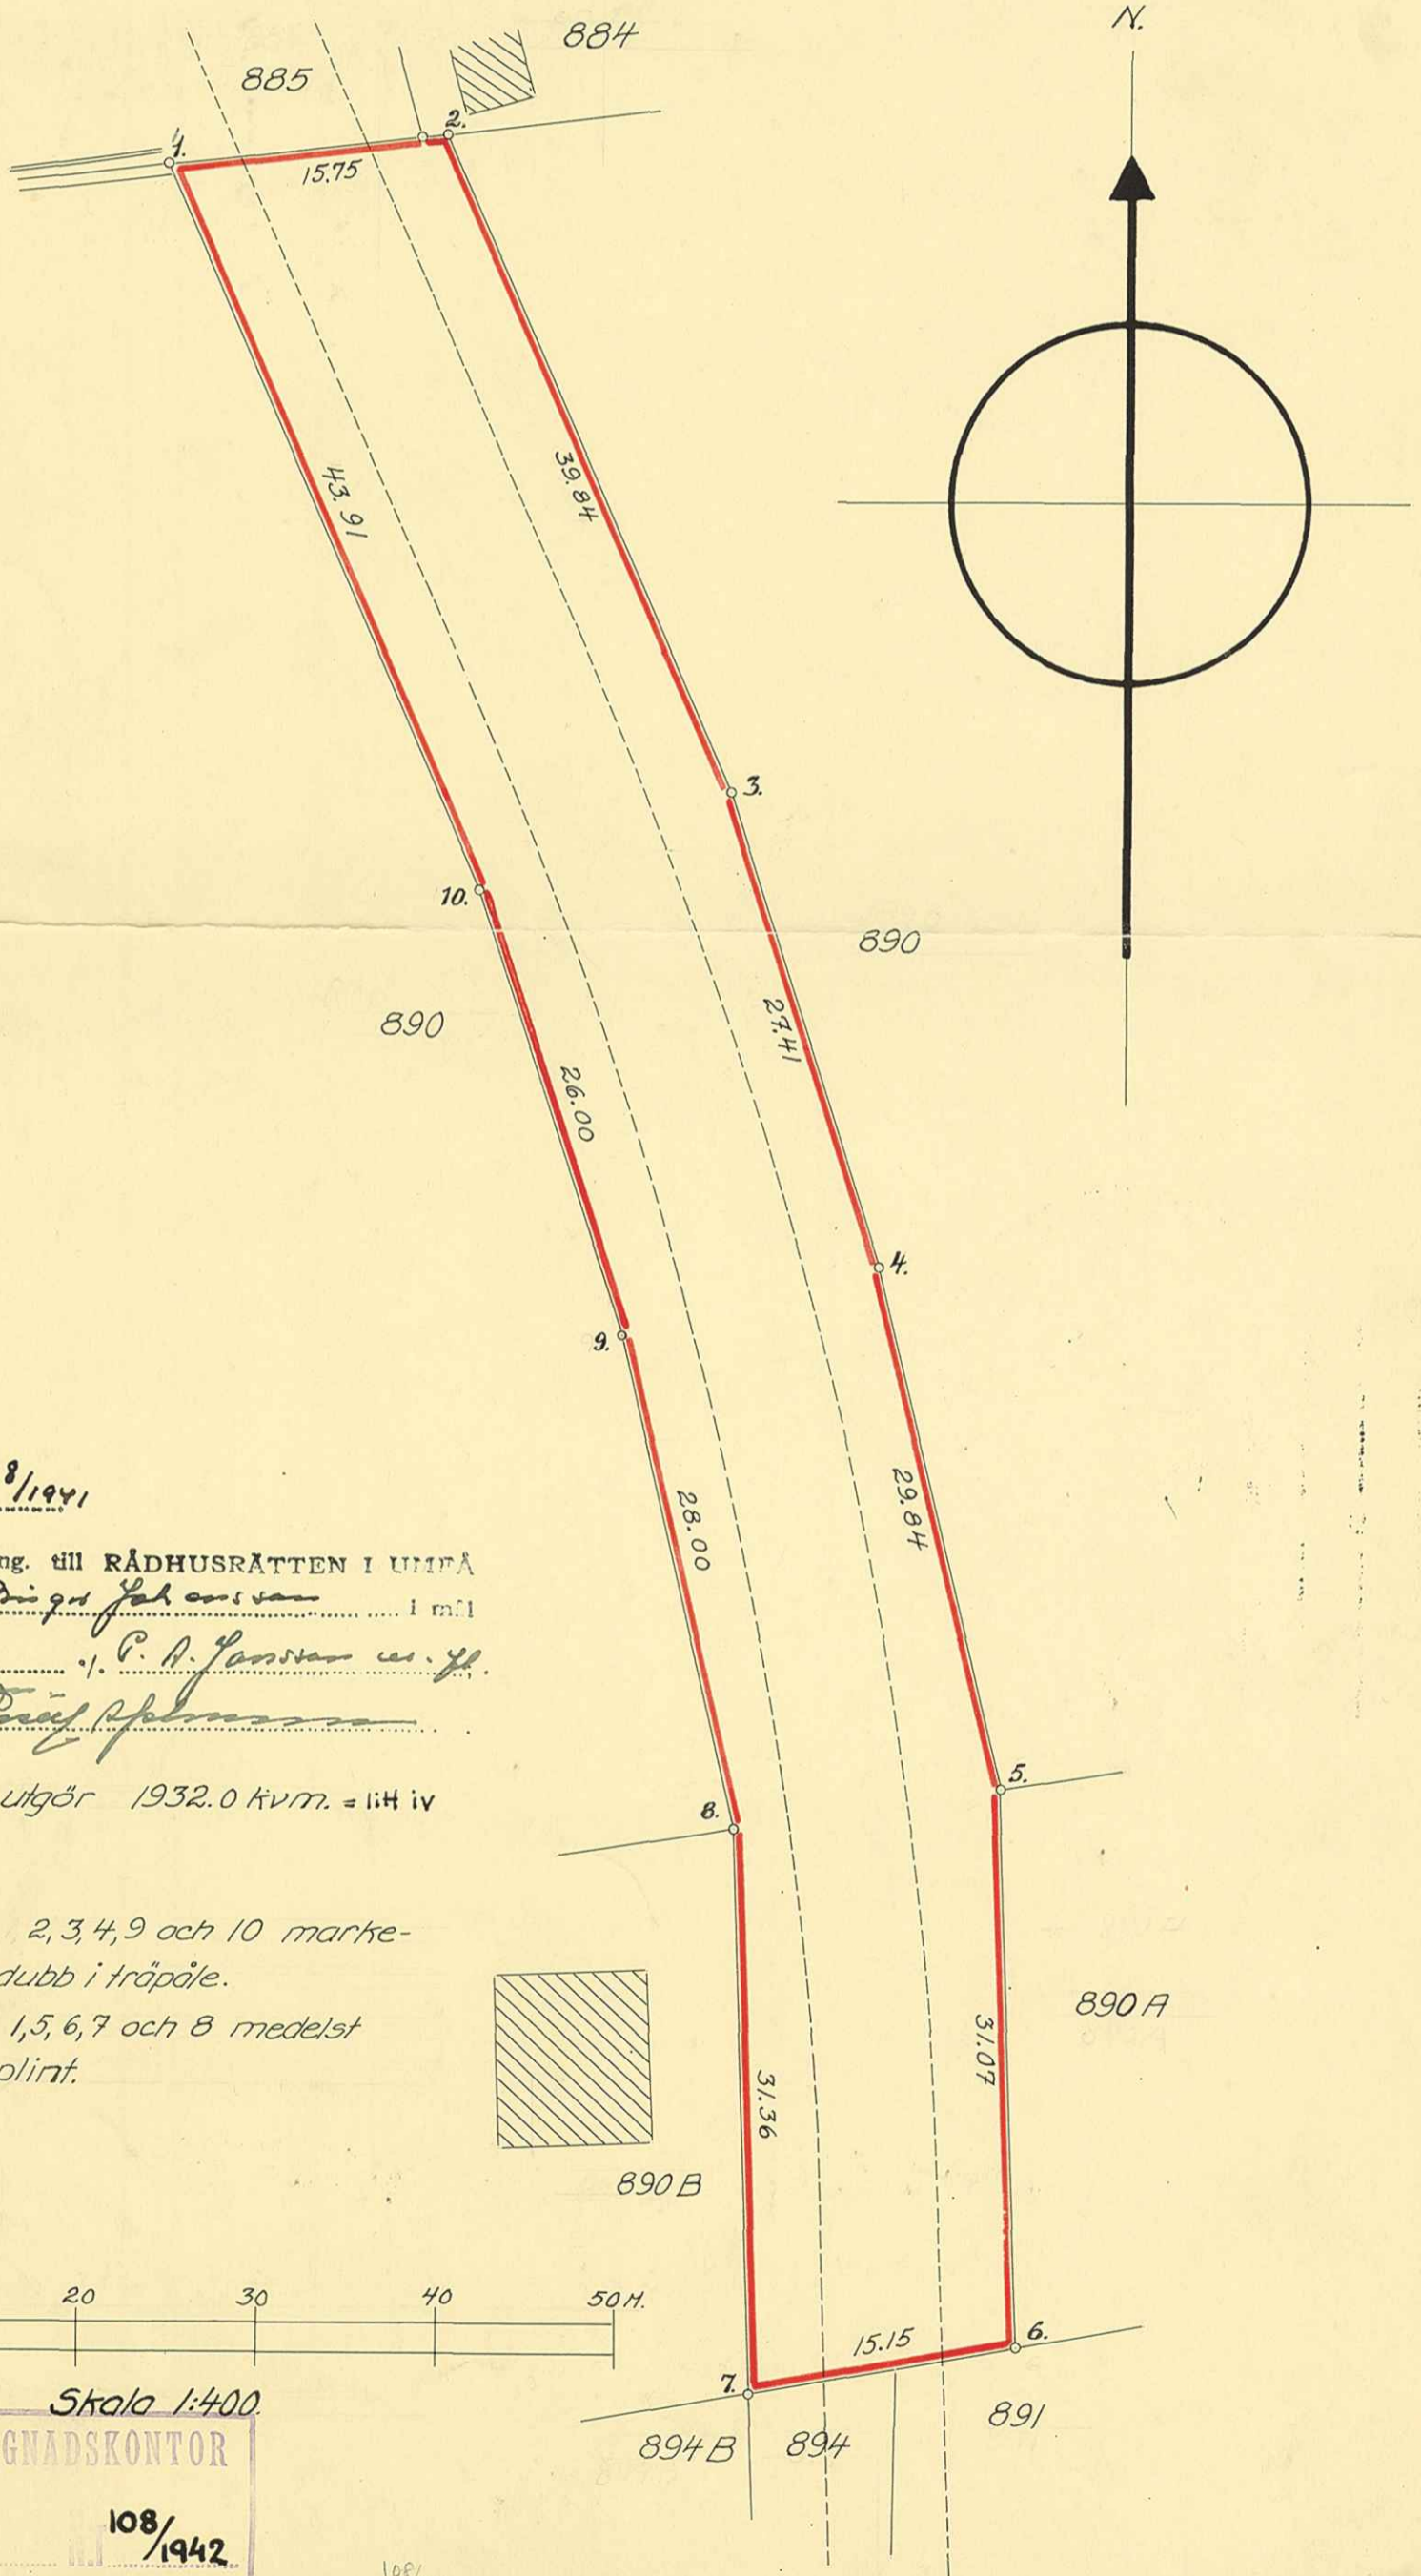 N.
884
885
1.
2.
15.75
43.91
39.84
3.
10.
890
890
27.41
26.00
4.
9.
29.84
28.00
8/1941
ng. till RÅDHUSRÄTTEN I UMEÅ
Johansson i mål
./. P. A. Jonsson
5.
8.
utgör 1932.0 kvm. = litt iv
2, 3, 4, 9 och 10 marke-
dubb i träpåle.
1, 5, 6, 7 och 8 medelst
plint.
890 A
31.07
31.36
890 B
20 30 40 50 M.
15.15
6.
7.
Skala 1:400.
891
894 B 894
GNADSKONTOR
N:r 108/1942
108/